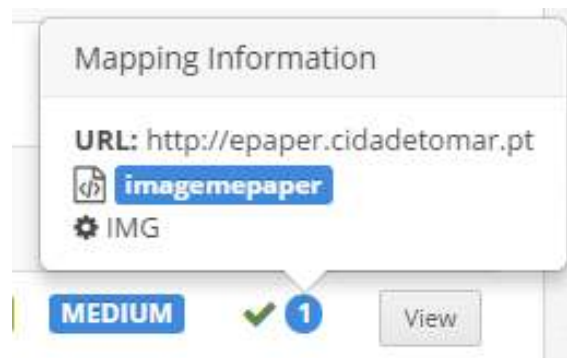 Mapping Information
URL: http://epaper.cidadetomar.pt
imagemepaper
IMG
MEDIUM 1 View